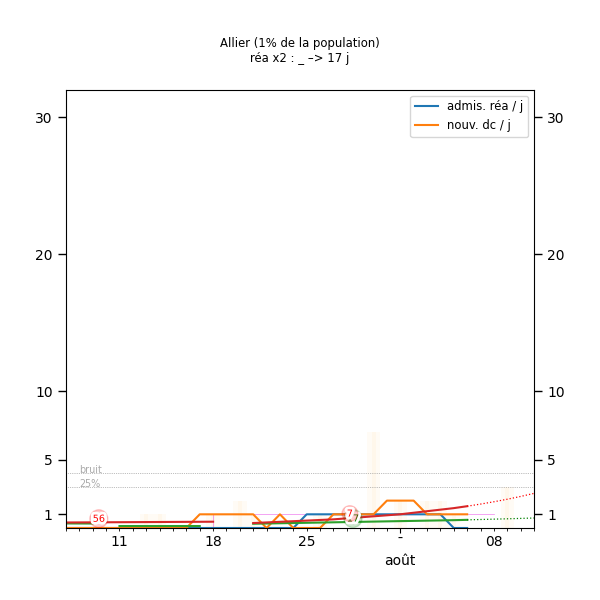 Allier (1% de la population)
réa x2 : _ –> 17 j
admis. réa / j
nouv. dc / j
30 30
20 20
10 10
5 5
bruit
25%
1 1
56
11 18 25 - 08
août